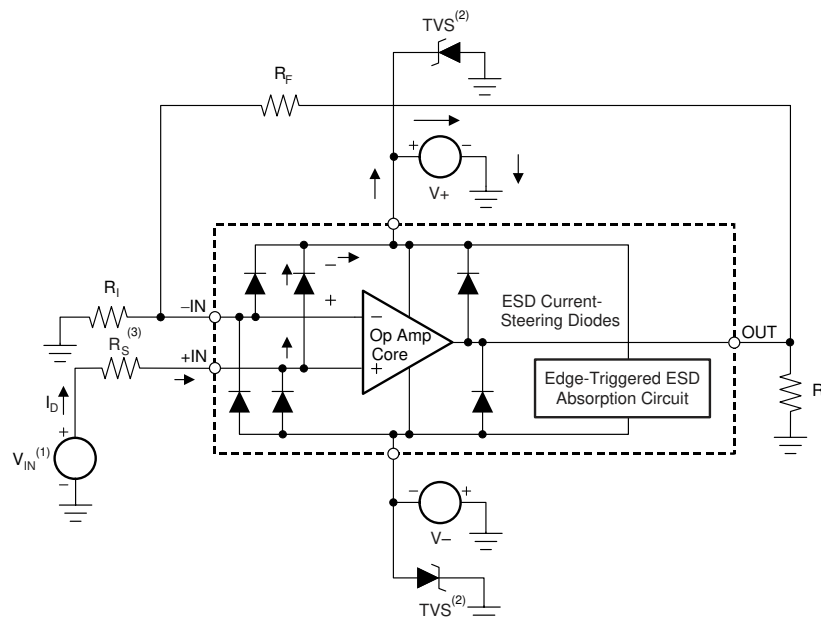 TVS(2)
RF
+ −
V+
RI
−IN
−
+
−
Op Amp
Core
+
ESD Current-
Steering Diodes
OUT
(3)
RS
+IN
Edge-Triggered ESD
Absorption Circuit
R
ID
+
VIN(1)
−
− +
V−
TVS(2)